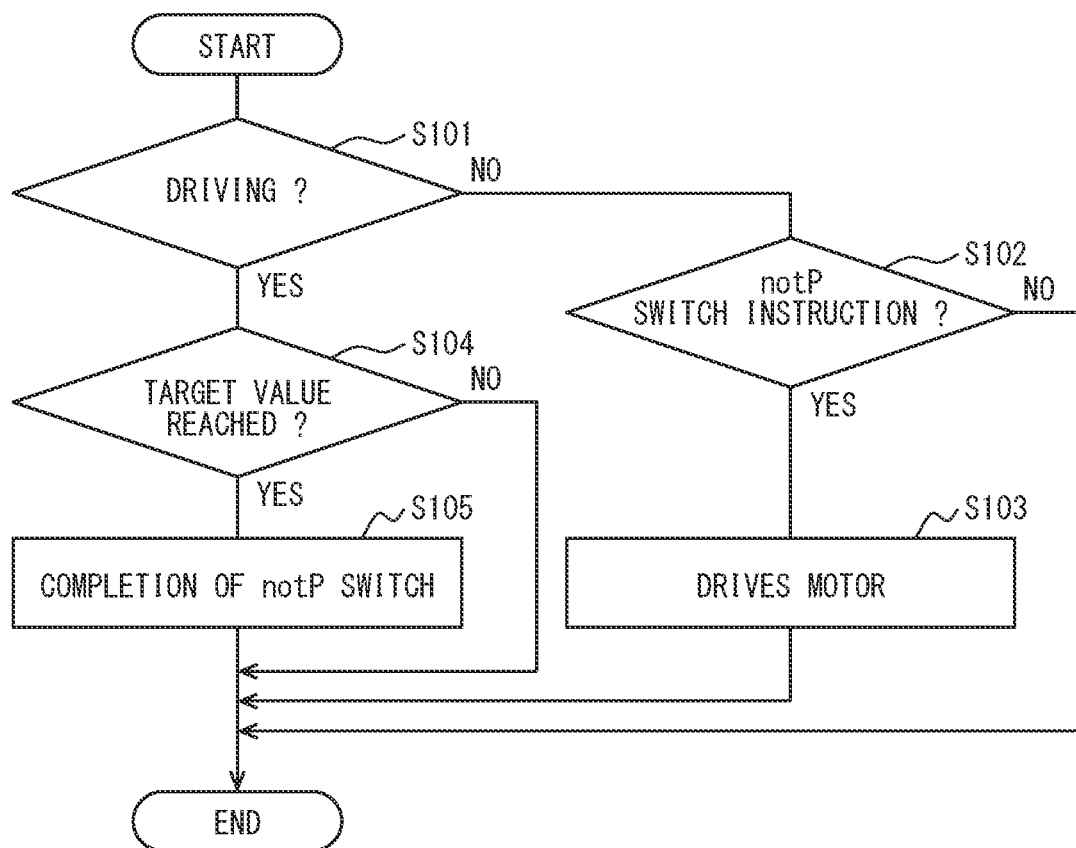 START
S101
DRIVING ?
NO
YES
S102
notP
SWITCH INSTRUCTION ?
NO
YES
S104
TARGET VALUE
REACHED ?
NO
YES
S105
COMPLETION OF notP SWITCH
S103
DRIVES MOTOR
END